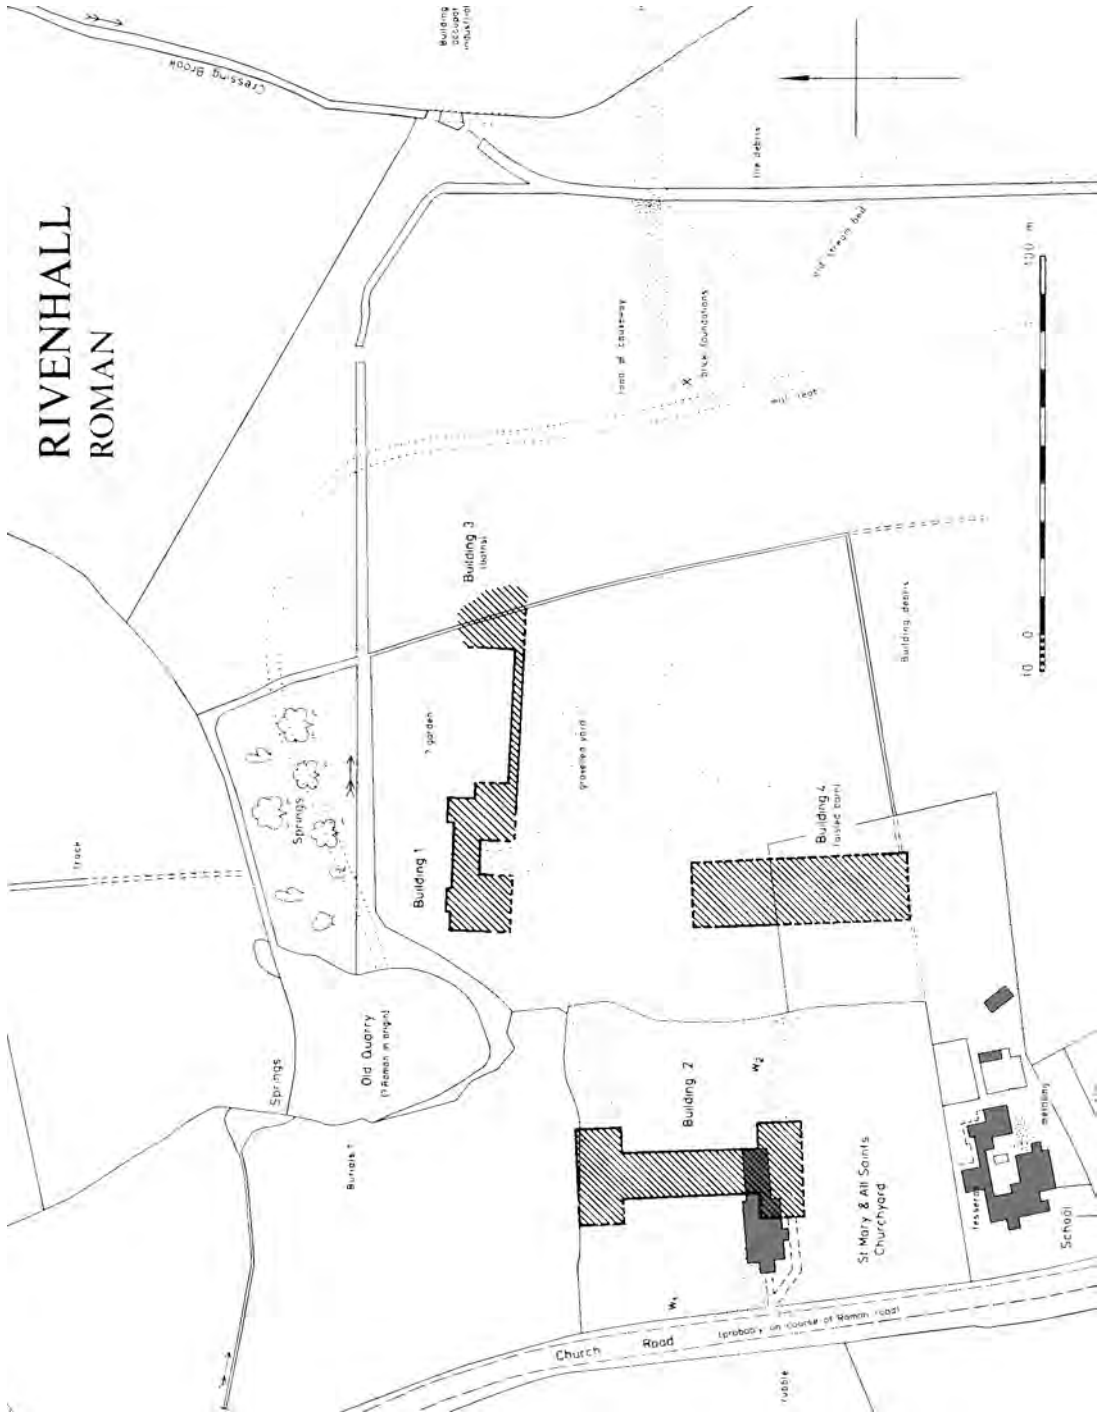 RIVENHALL
ROMAN
Cressing Brook
Building
occupat
industrial
Track
Springs
Springs
Old Quarry
(? Roman in origin)
Burials ?
Building 1
? garden
Building 3
(baths)
gravelled yard
road or causeway
X
brick foundations
mill leat
old stream bed
tile debris
Building debris
Building 4
(aisled barn)
Building 2
W2
W1
St Mary & All Saints
Churchyard
tesserae
metalling
School
Church Road
(probably on course of Roman road)
rubble
10 0 100 m